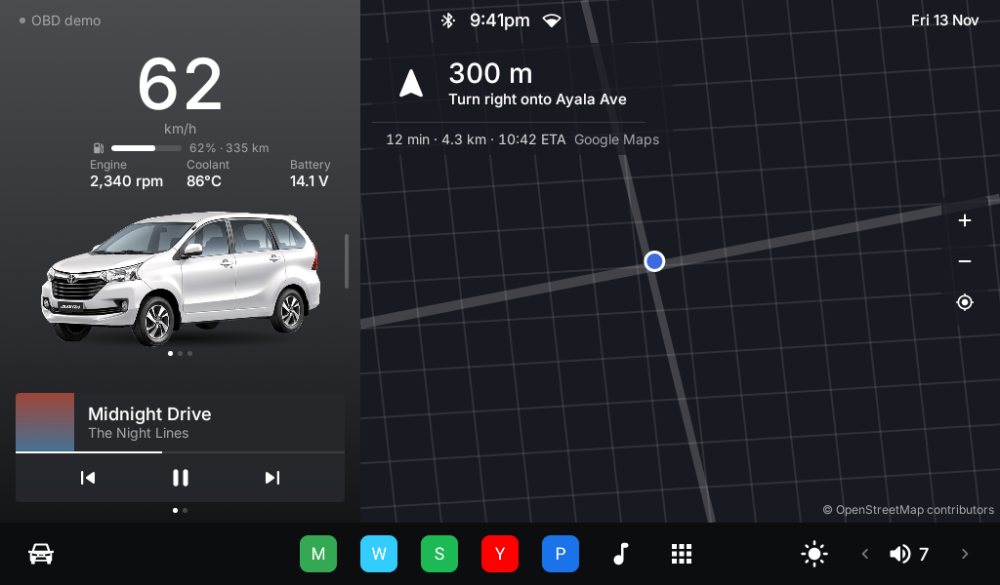 OBD demo
62
km/h
62% · 335 km
Engine
Coolant
Battery
2,340 rpm
86°C
14.1 V
Midnight Drive
The Night Lines
9:41pm
Fri 13 Nov
300 m
Turn right onto Ayala Ave
12 min · 4.3 km · 10:42 ETA Google Maps
+
−
© OpenStreetMap contributors
M
W
S
Y
P
7